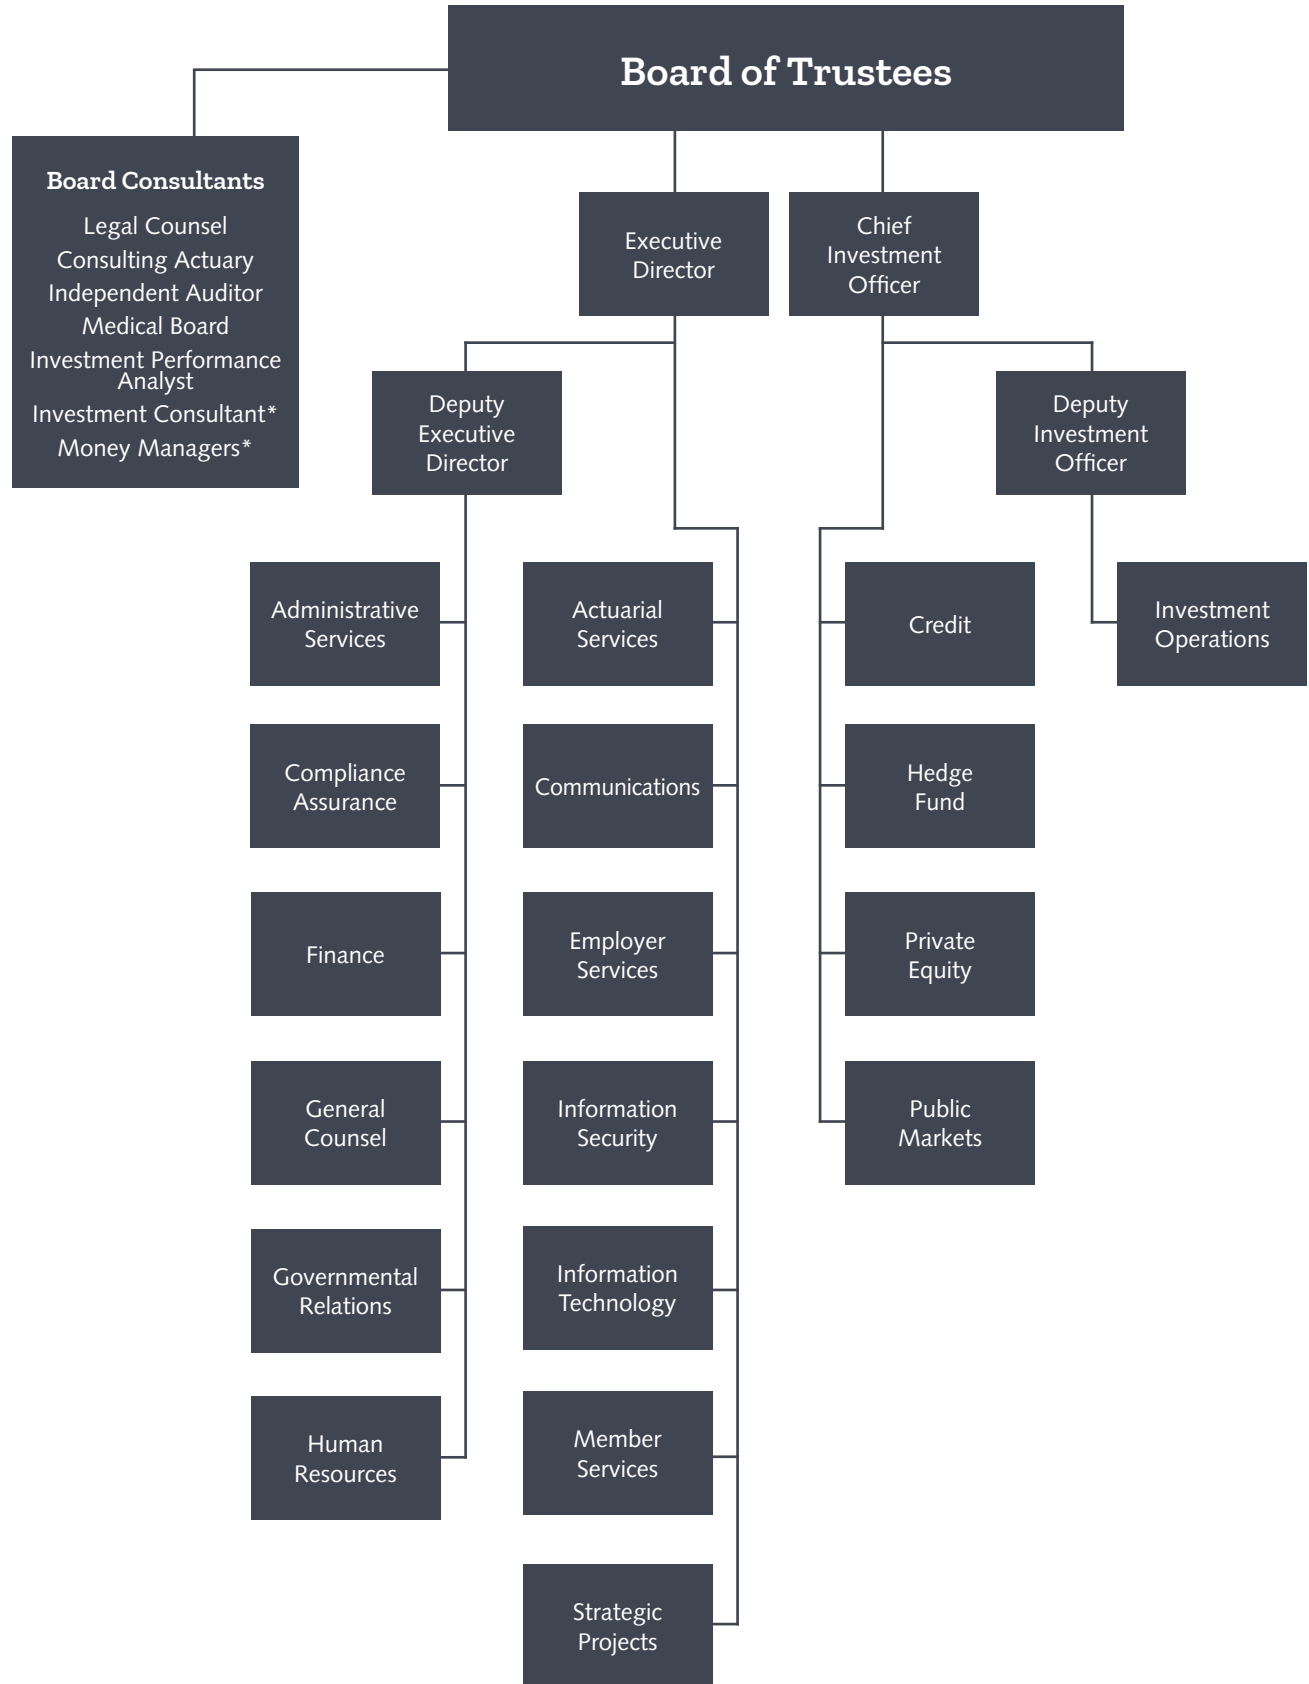 Board of Trustees
Board Consultants
Legal Counsel
Consulting Actuary
Independent Auditor
Medical Board
Investment Performance
Analyst
Investment Consultant*
Money Managers*
Executive
Director
Chief
Investment
Officer
Deputy
Executive
Director
Deputy
Investment
Officer
Administrative
Services
Actuarial
Services
Credit
Investment
Operations
Compliance
Assurance
Communications
Hedge
Fund
Finance
Employer
Services
Private
Equity
General
Counsel
Information
Security
Public
Markets
Governmental
Relations
Information
Technology
Human
Resources
Member
Services
Strategic
Projects